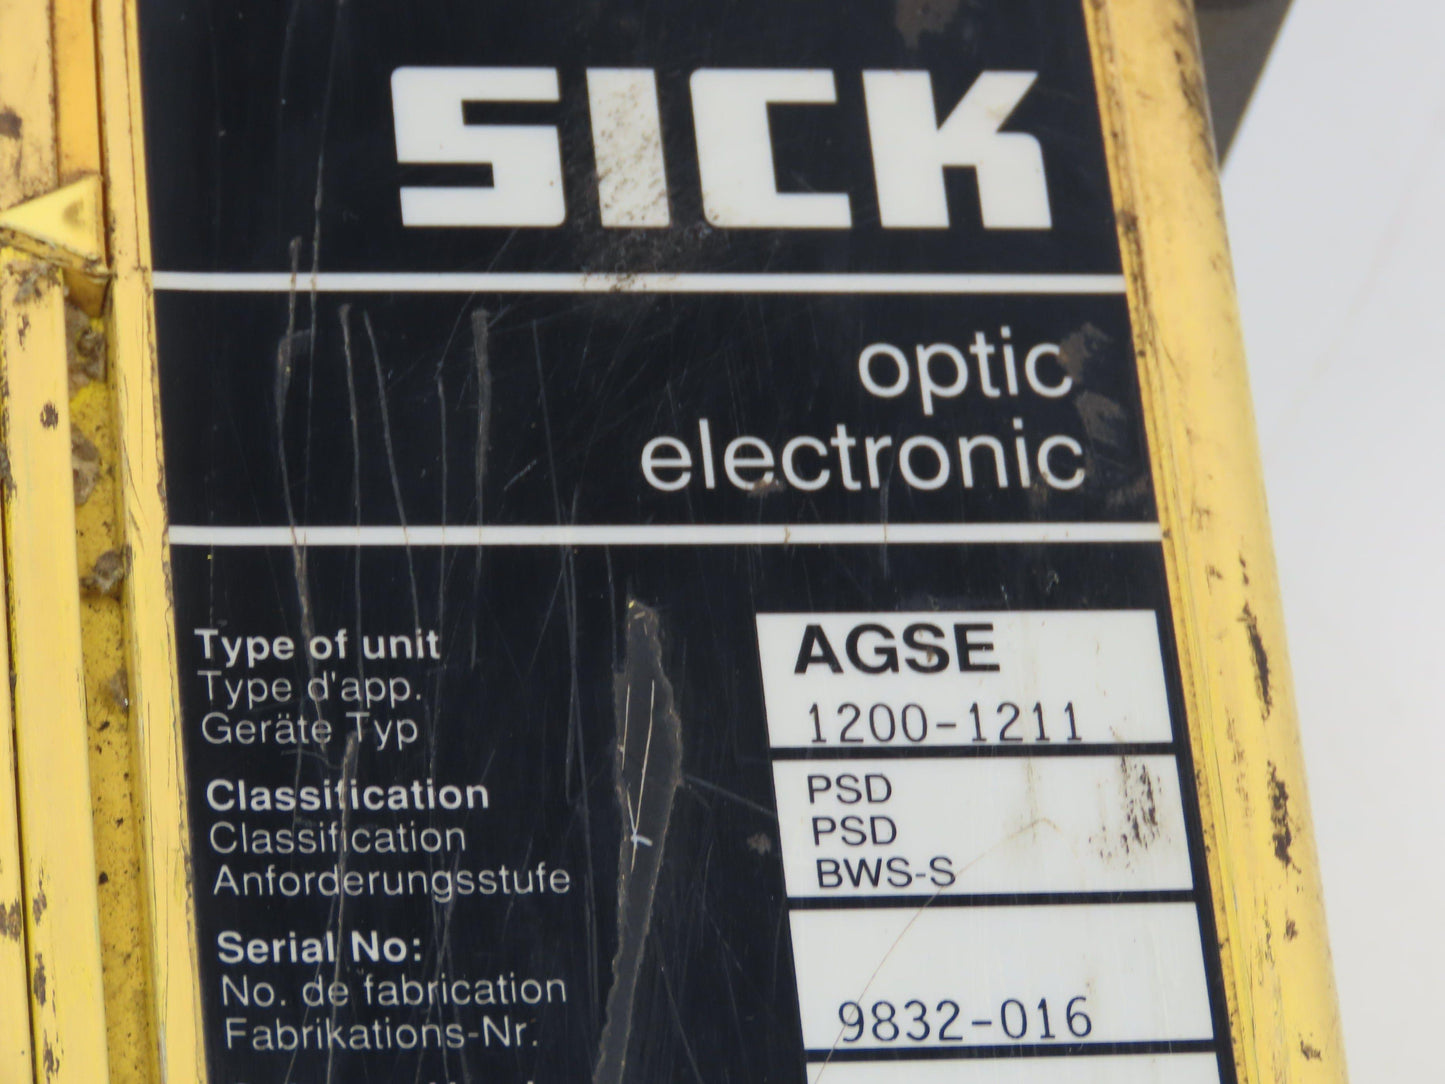 SICK
optic
electronic
Type of unit
Type d'app.
Geräte Typ
AGSE
1200-1211
Classification
Classification
Anforderungsstufe
PSD
PSD
BWS-S
Serial No:
No. de fabrication
Fabrikations-Nr.
9832-016